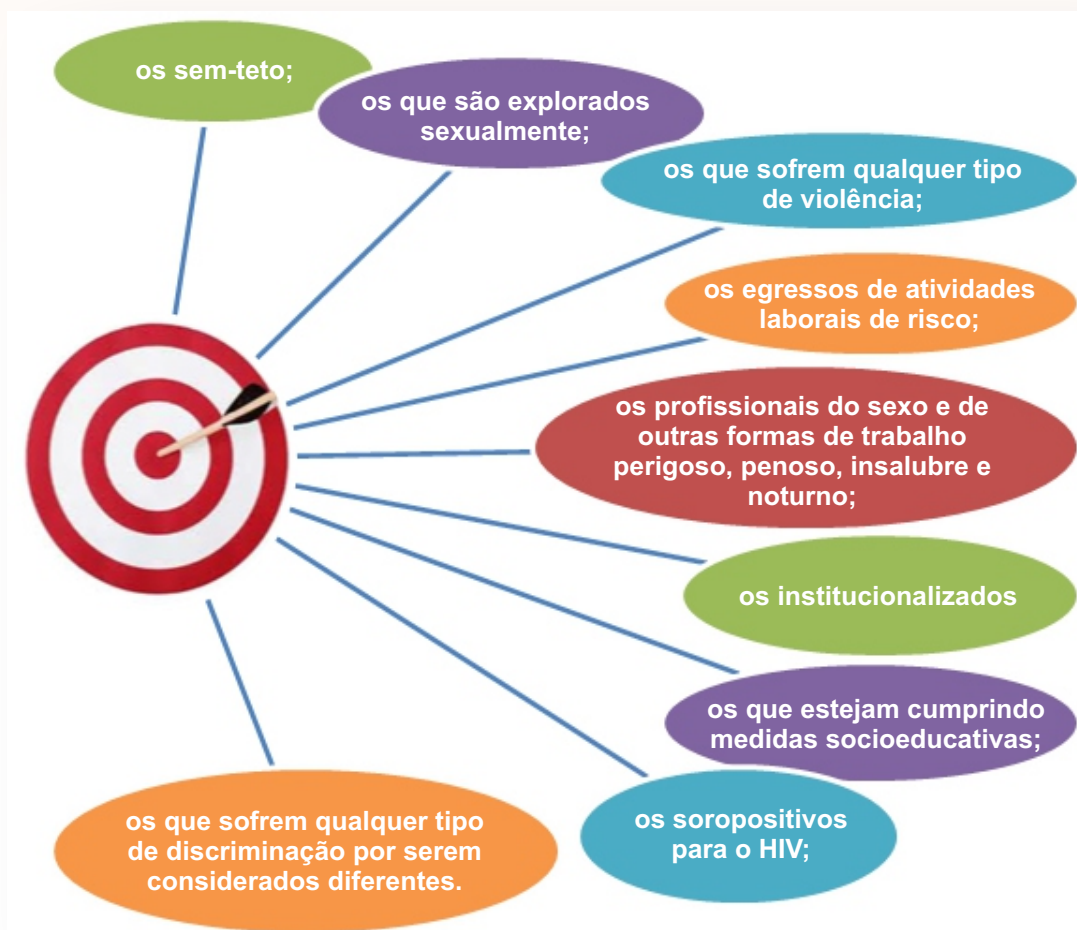 os sem-teto;
os que são explorados
sexualmente;
os que sofrem qualquer tipo
de violência;
os egressos de atividades
laborais de risco;
os profissionais do sexo e de
outras formas de trabalho
perigoso, penoso, insalubre e
noturno;
os institucionalizados
os que estejam cumprindo
medidas socioeducativas;
os soropositivos
para o HIV;
os que sofrem qualquer tipo
de discriminação por serem
considerados diferentes.